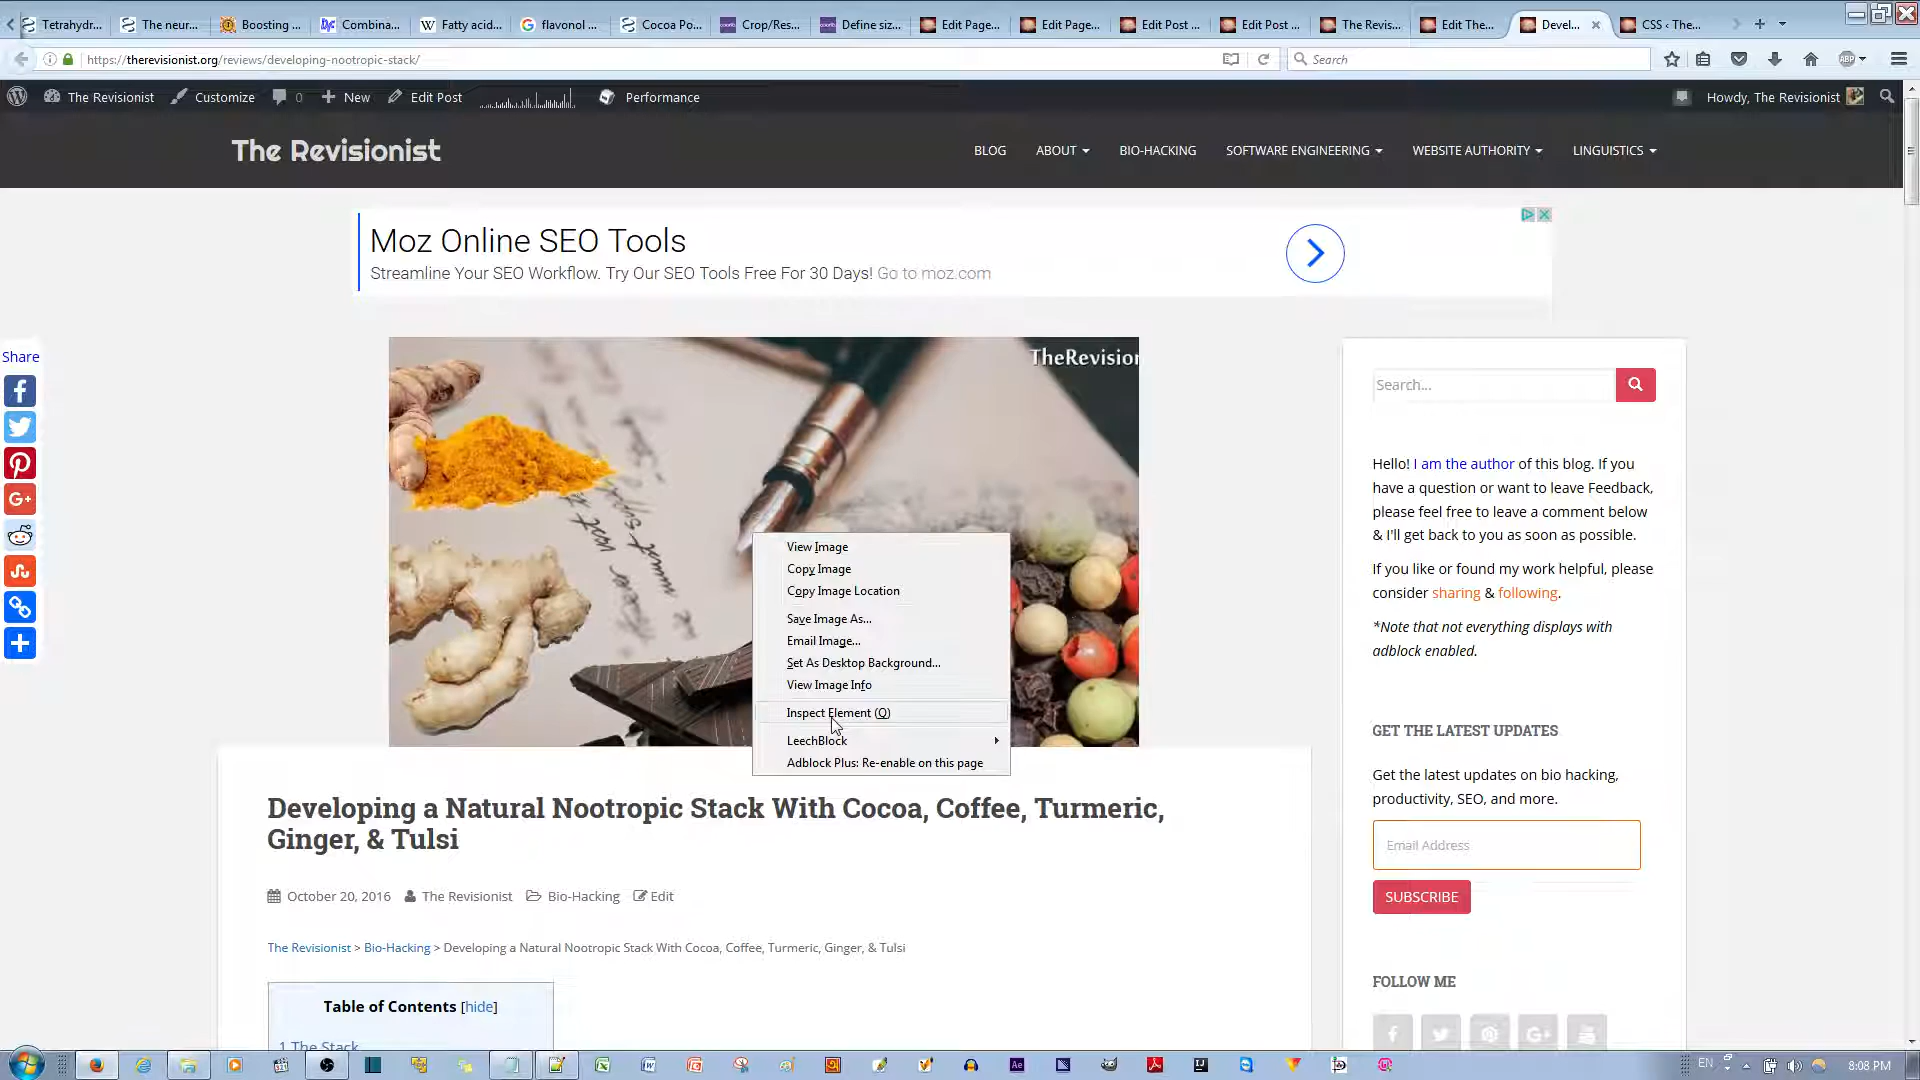 Tetrahyd...
The neur...
Boosting ...
Combina...
Fatty acid...
flavonol ...
Cocoa Po...
Crop/Res...
Define siz...
Edit Page...
Edit Page...
Edit Post ...
Edit Post ...
The Revis...
Edit The...
Devel...
CSS ‹ The...
https://therevisionist.org/reviews/developing-nootropic-stack/
Search
ABP
The Revisionist
Customize
0
New
Edit Post
Performance
Howdy, The Revisionist
The Revisionist
BLOG
ABOUT
BIO-HACKING
SOFTWARE ENGINEERING
WEBSITE AUTHORITY
LINGUISTICS
Moz Online SEO Tools
Streamline Your SEO Workflow. Try Our SEO Tools Free For 30 Days! Go to moz.com
Share
TheRevision
View Image
Copy Image
Copy Image Location
Save Image As...
Email Image...
Set As Desktop Background...
View Image Info
Inspect Element (Q)
LeechBlock
Adblock Plus: Re-enable on this page
Developing a Natural Nootropic Stack With Cocoa, Coffee, Turmeric,
Ginger, & Tulsi
October 20, 2016
The Revisionist
Bio-Hacking
Edit
The Revisionist > Bio-Hacking > Developing a Natural Nootropic Stack With Cocoa, Coffee, Turmeric, Ginger, & Tulsi
Table of Contents [hide]
1 The Stack
Search...
Hello! I am the author of this blog. If you
have a question or want to leave Feedback,
please feel free to leave a comment below
& I'll get back to you as soon as possible.
If you like or found my work helpful, please
consider sharing & following.
*Note that not everything displays with
adblock enabled.
GET THE LATEST UPDATES
Get the latest updates on bio hacking,
productivity, SEO, and more.
Email Address
SUBSCRIBE
FOLLOW ME
EN
8:08 PM